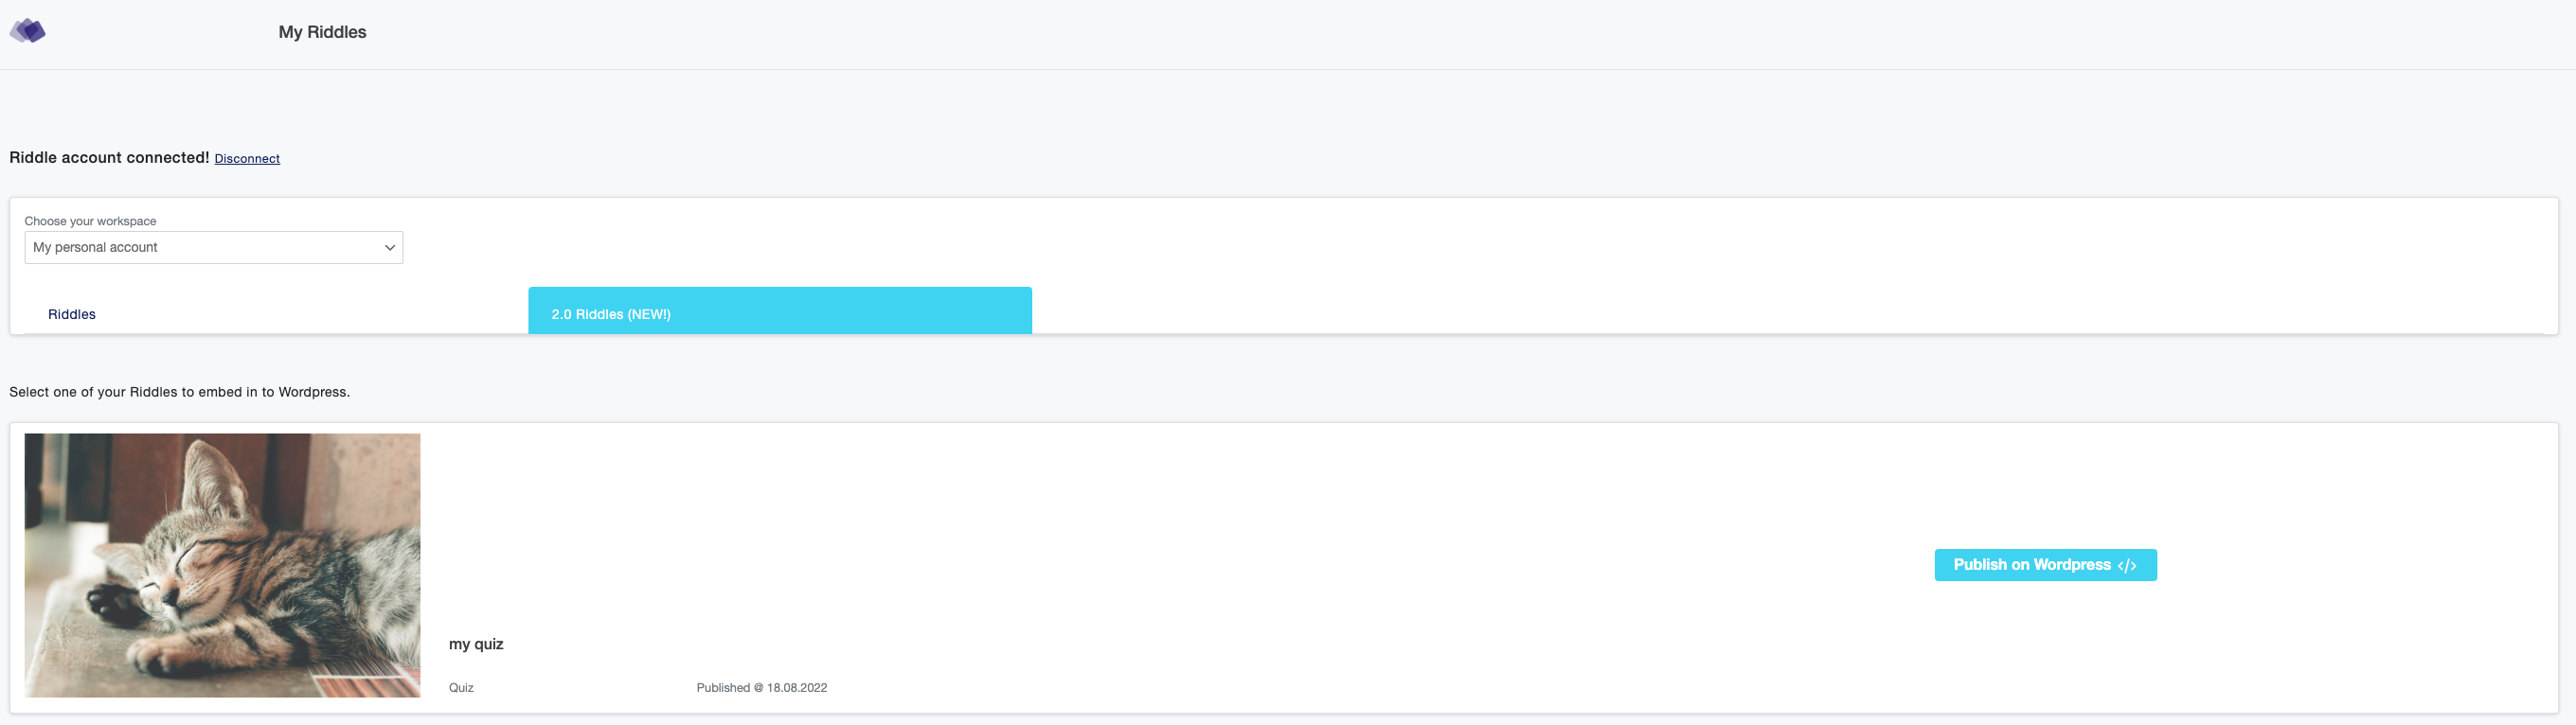 My Riddles
Riddle account connected! Disconnect
Choose your workspace
My personal account
Riddles
2.0 Riddles (NEW!)
Select one of your Riddles to embed in to Wordpress.
Publish on Wordpress </>
my quiz
Quiz
Published @ 18.08.2022